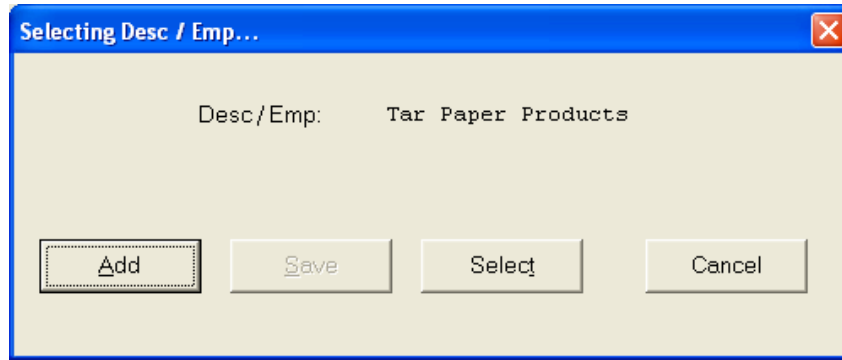 Selecting Desc / Emp...
Desc/Emp: Tar Paper Products
Add Save Select Cancel